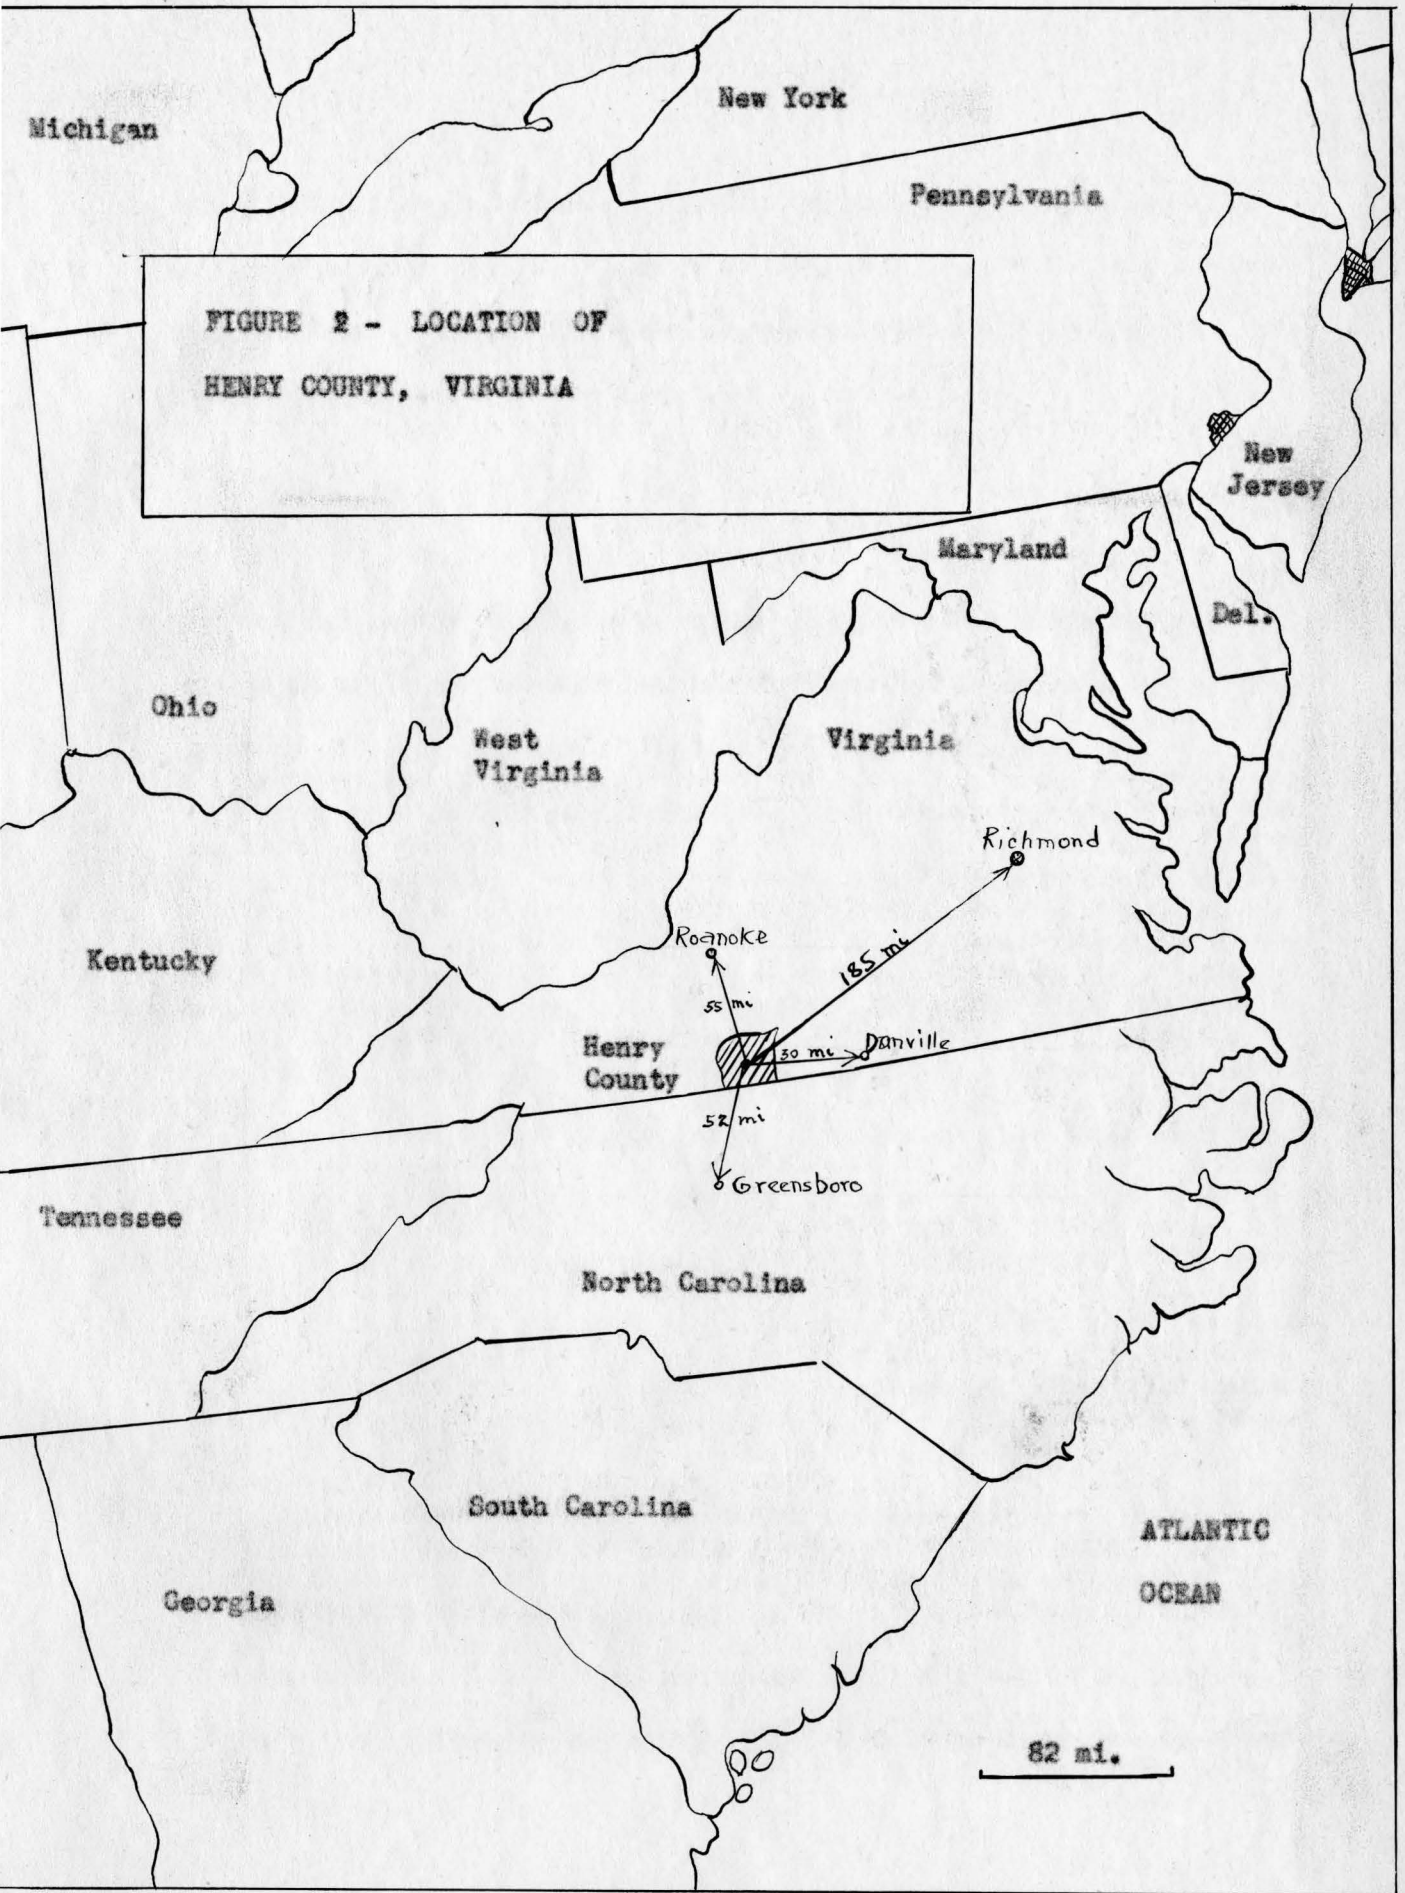 New York
Michigan
Pennsylvania
FIGURE 2 - LOCATION OF
HENRY COUNTY, VIRGINIA
New
Jersey
Maryland
Del.
Ohio
West
Virginia
Virginia
Richmond
Roanoke
185 mi
Kentucky
55 mi
Henry
County
30 mi
Danville
52 mi
Greensboro
Tennessee
North Carolina
South Carolina
ATLANTIC
OCEAN
Georgia
82 mi.